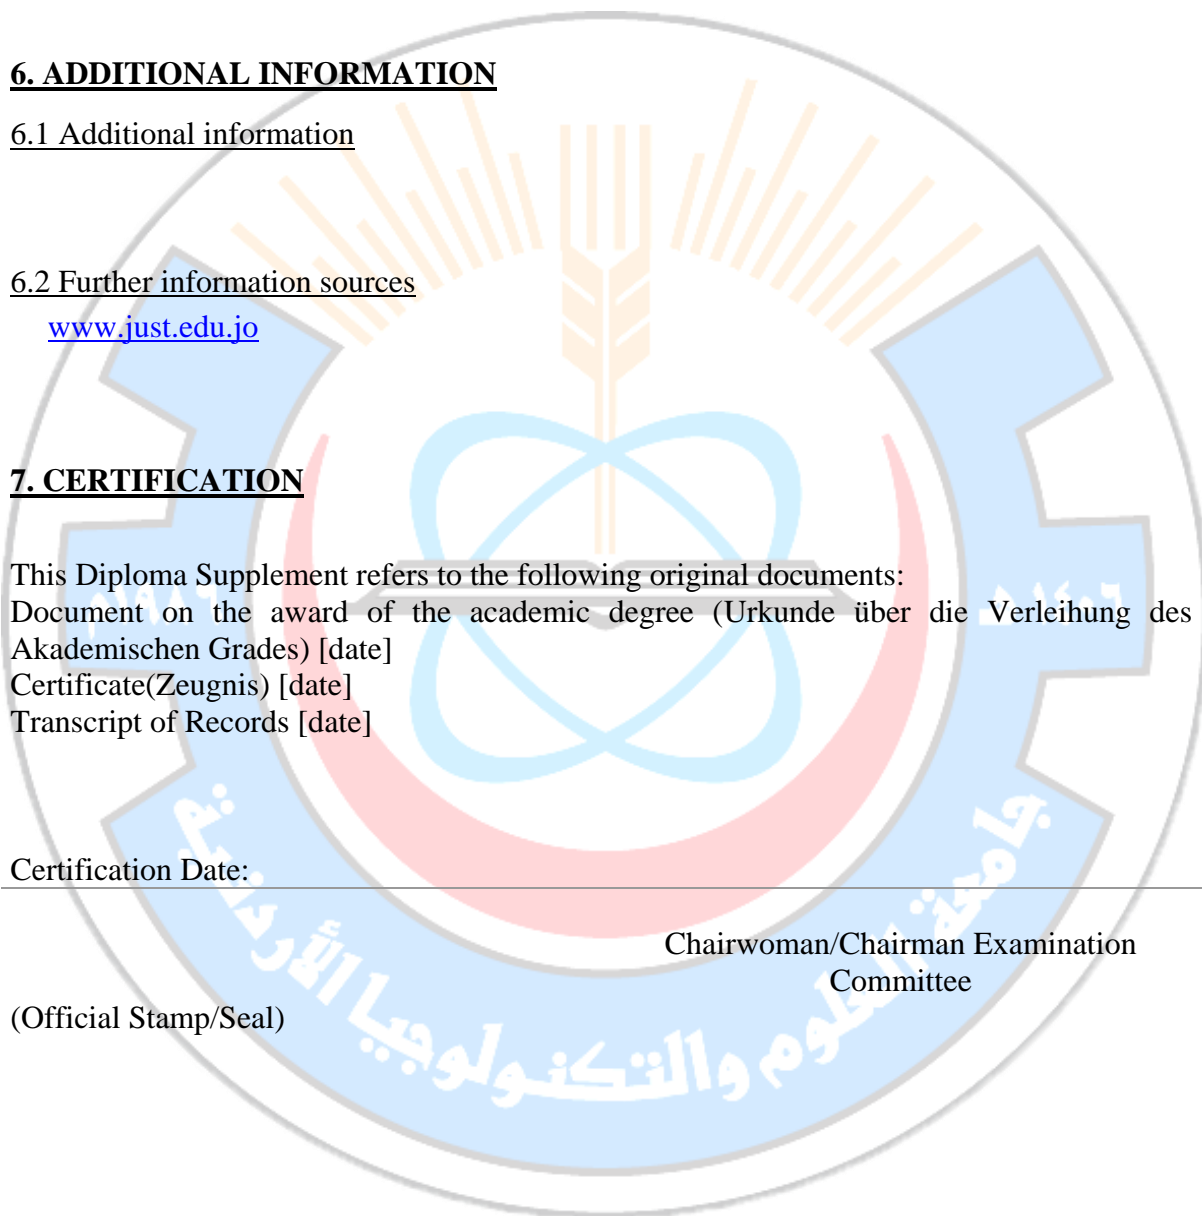 6. ADDITIONAL INFORMATION
6.1 Additional information
6.2 Further information sources
www.just.edu.jo
7. CERTIFICATION
This Diploma Supplement refers to the following original documents:
Document on the award of the academic degree (Urkunde über die Verleihung des
Akademischen Grades) [date]
Certificate(Zeugnis) [date]
Transcript of Records [date]
Certification Date:
Chairwoman/Chairman Examination
Committee
(Official Stamp/Seal)
جامعة العلوم والتكنولوجيا الأردنية